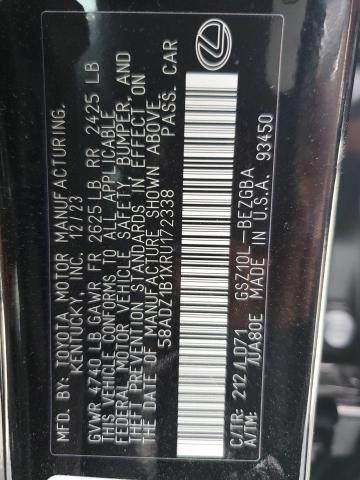 MFD. BY: TOYOTA MOTOR MANUFACTURING,
KENTUCKY, INC. 12/23
GVWR 4740 LB GAWR FR 2625 LB RR 2425 LB
THIS VEHICLE CONFORMS TO ALL APPLICABLE
FEDERAL MOTOR VEHICLE SAFETY, BUMPER, AND
THEFT PREVENTION STANDARDS IN EFFECT ON
THE DATE OF MANUFACTURE SHOWN ABOVE.
58ADZ1B1XRU172338 PASS. CAR
C/TR: 212 LD71 GSZ10L-BEZGBA
A/TM: UA80E MADE IN U.S.A. 93450